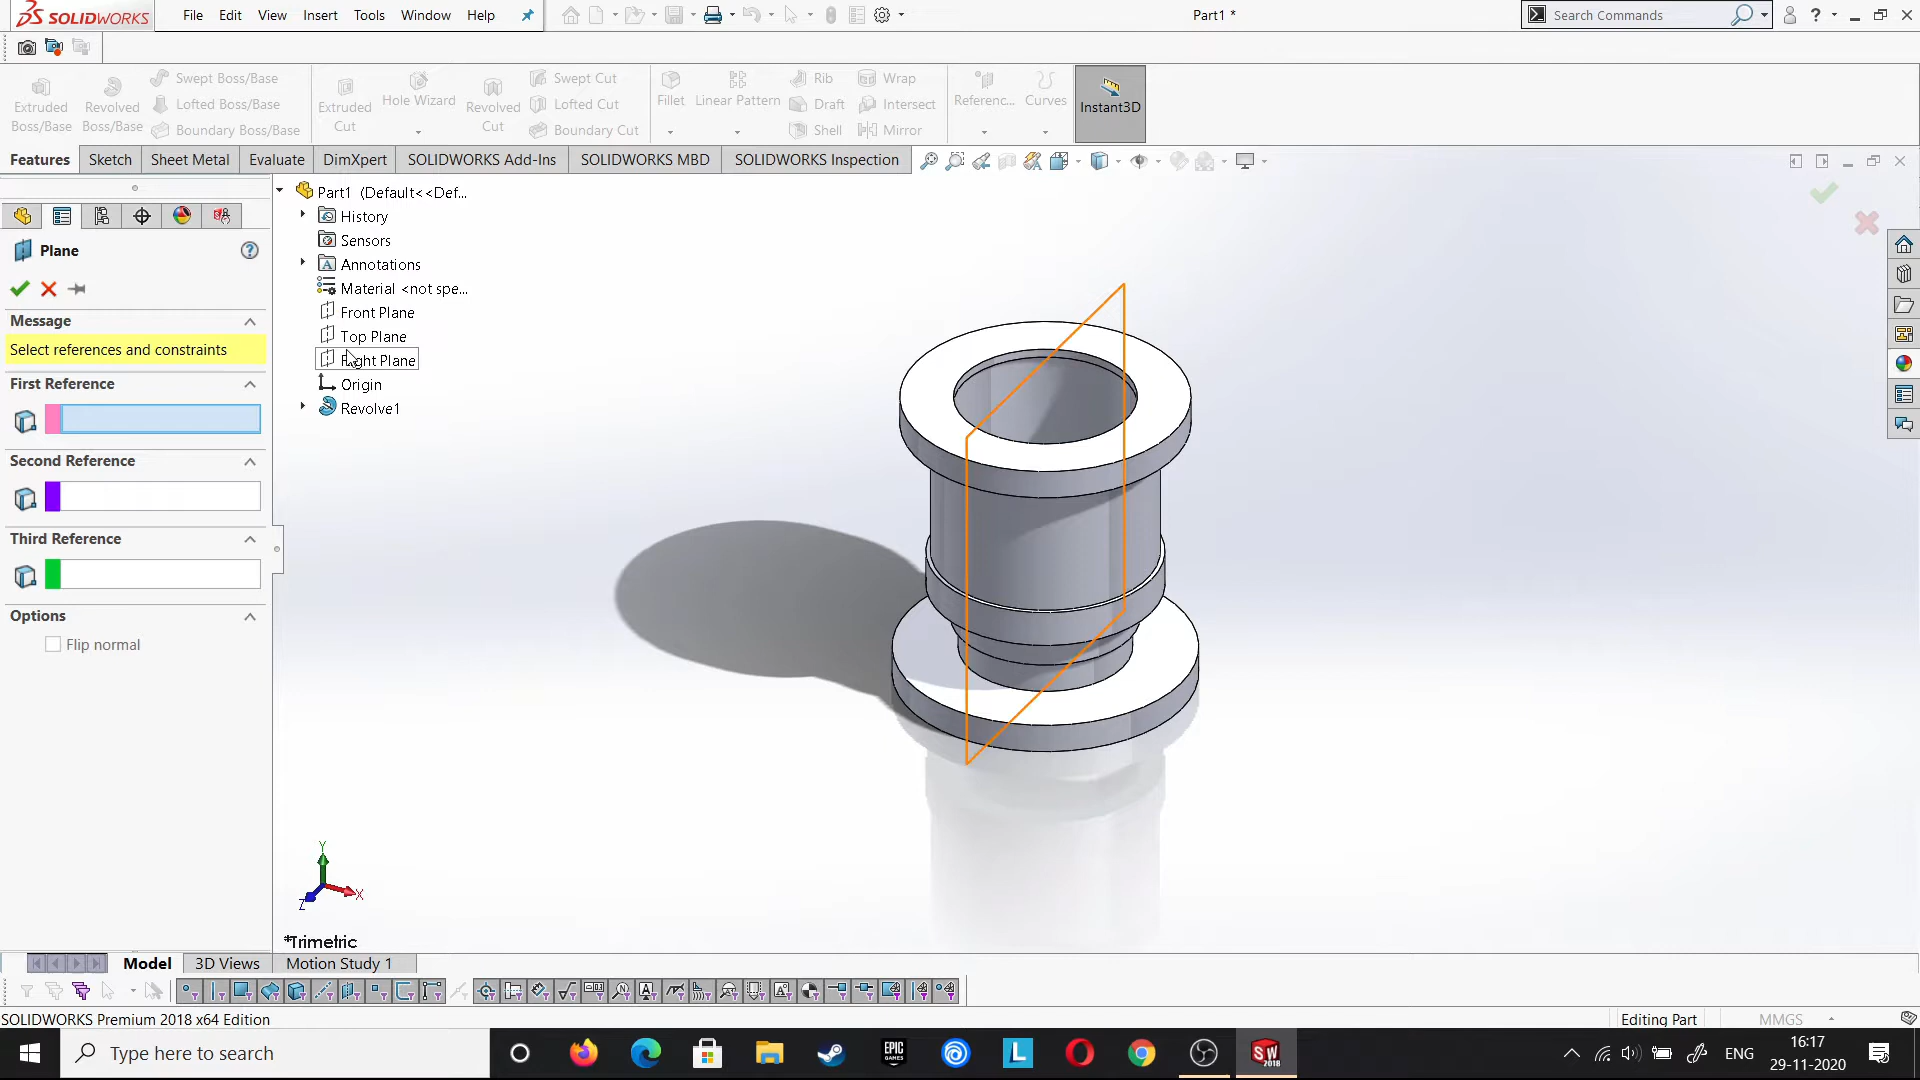 SOLIDWORKS File Edit View Insert Tools Window Help Part1 * Search Commands
Extruded Boss/Base
Revolved Boss/Base
Swept Boss/Base
Lofted Boss/Base
Boundary Boss/Base
Extruded Cut
Hole Wizard
Revolved Cut
Swept Cut
Lofted Cut
Boundary Cut
Fillet
Linear Pattern
Rib
Draft
Shell
Wrap
Intersect
Mirror
Referenc...
Curves
Instant3D
Features Sketch Sheet Metal Evaluate DimXpert SOLIDWORKS Add-Ins SOLIDWORKS MBD SOLIDWORKS Inspection
Plane
Message
Select references and constraints
First Reference
Second Reference
Third Reference
Options
Flip normal
Part1 (Default<<Def...
History
Sensors
Annotations
Material <not spe...
Front Plane
Top Plane
Right Plane
Origin
Revolve1
Y
X
Z
*Trimetric
Model 3D Views Motion Study 1
SOLIDWORKS Premium 2018 x64 Edition Editing Part MMGS
Type here to search
EPIC GAMES
L
SW 2018
ENG
16:17
29-11-2020